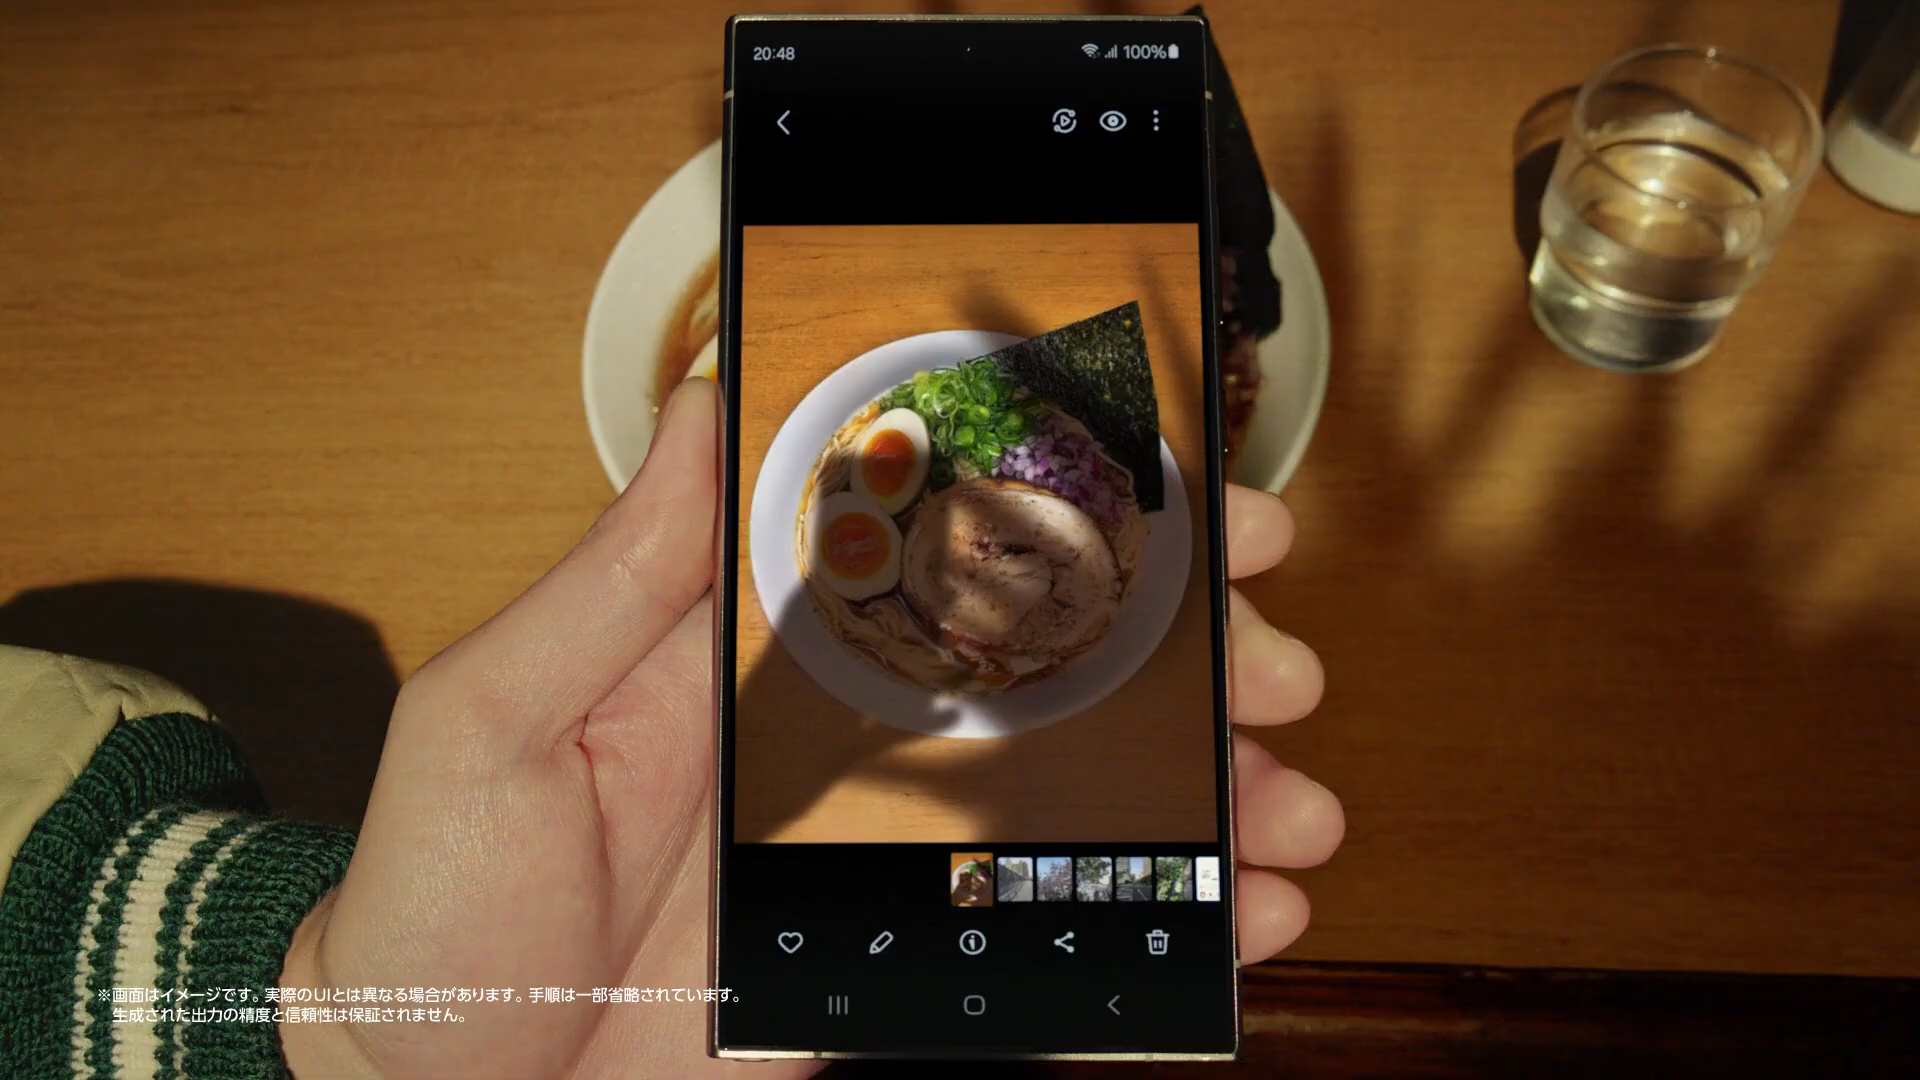 20:48
100%
※画面はイメージです。実際のUIとは異なる場合があります。手順は一部省略されています。
生成された出力の精度と信頼性は保証されません。